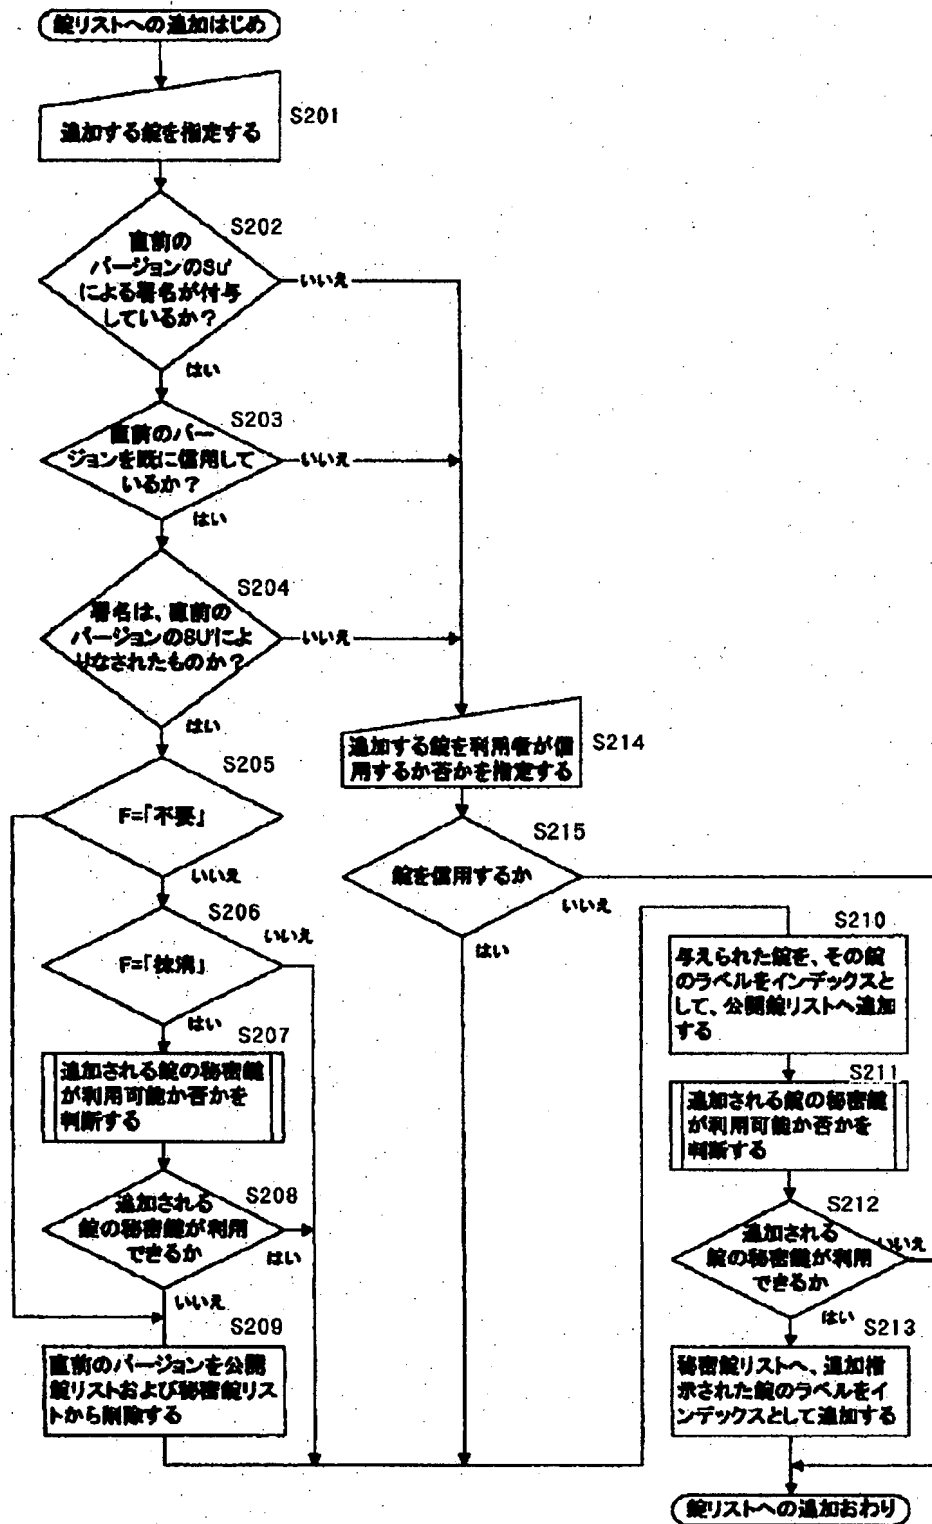 錠リストへの追加はじめ
S201
追加する錠を指定する
S202
直前の
バージョンのSU'
による署名が付与
しているか？
いいえ
はい
S203
直前のバー
ジョンを既に信用して
いるか？
いいえ
はい
S204
署名は、直前の
バージョンのSU'によ
りなされたものか？
いいえ
はい
S205
F=「不要」
いいえ
S206
いいえ
F=「抹消」
はい
S207
追加される錠の秘密鍵
が利用可能か否かを
判断する
S208
追加される
錠の秘密鍵が利用
できるか
はい
いいえ
S209
直前のバージョンを公開
錠リストおよび秘密錠リス
トから削除する
S214
追加する錠を利用者が信
用するか否かを指定する
S215
錠を信用するか
いいえ
はい
S210
与えられた錠を、その錠
のラベルをインデックスと
して、公開錠リストへ追加
する
S211
追加される錠の秘密鍵
が利用可能か否かを
判断する
S212
追加される
錠の秘密鍵が利用
できるか
いいえ
はい
S213
秘密錠リストへ、追加指
示された錠のラベルをイ
ンデックスとして追加する
錠リストへの追加おわり